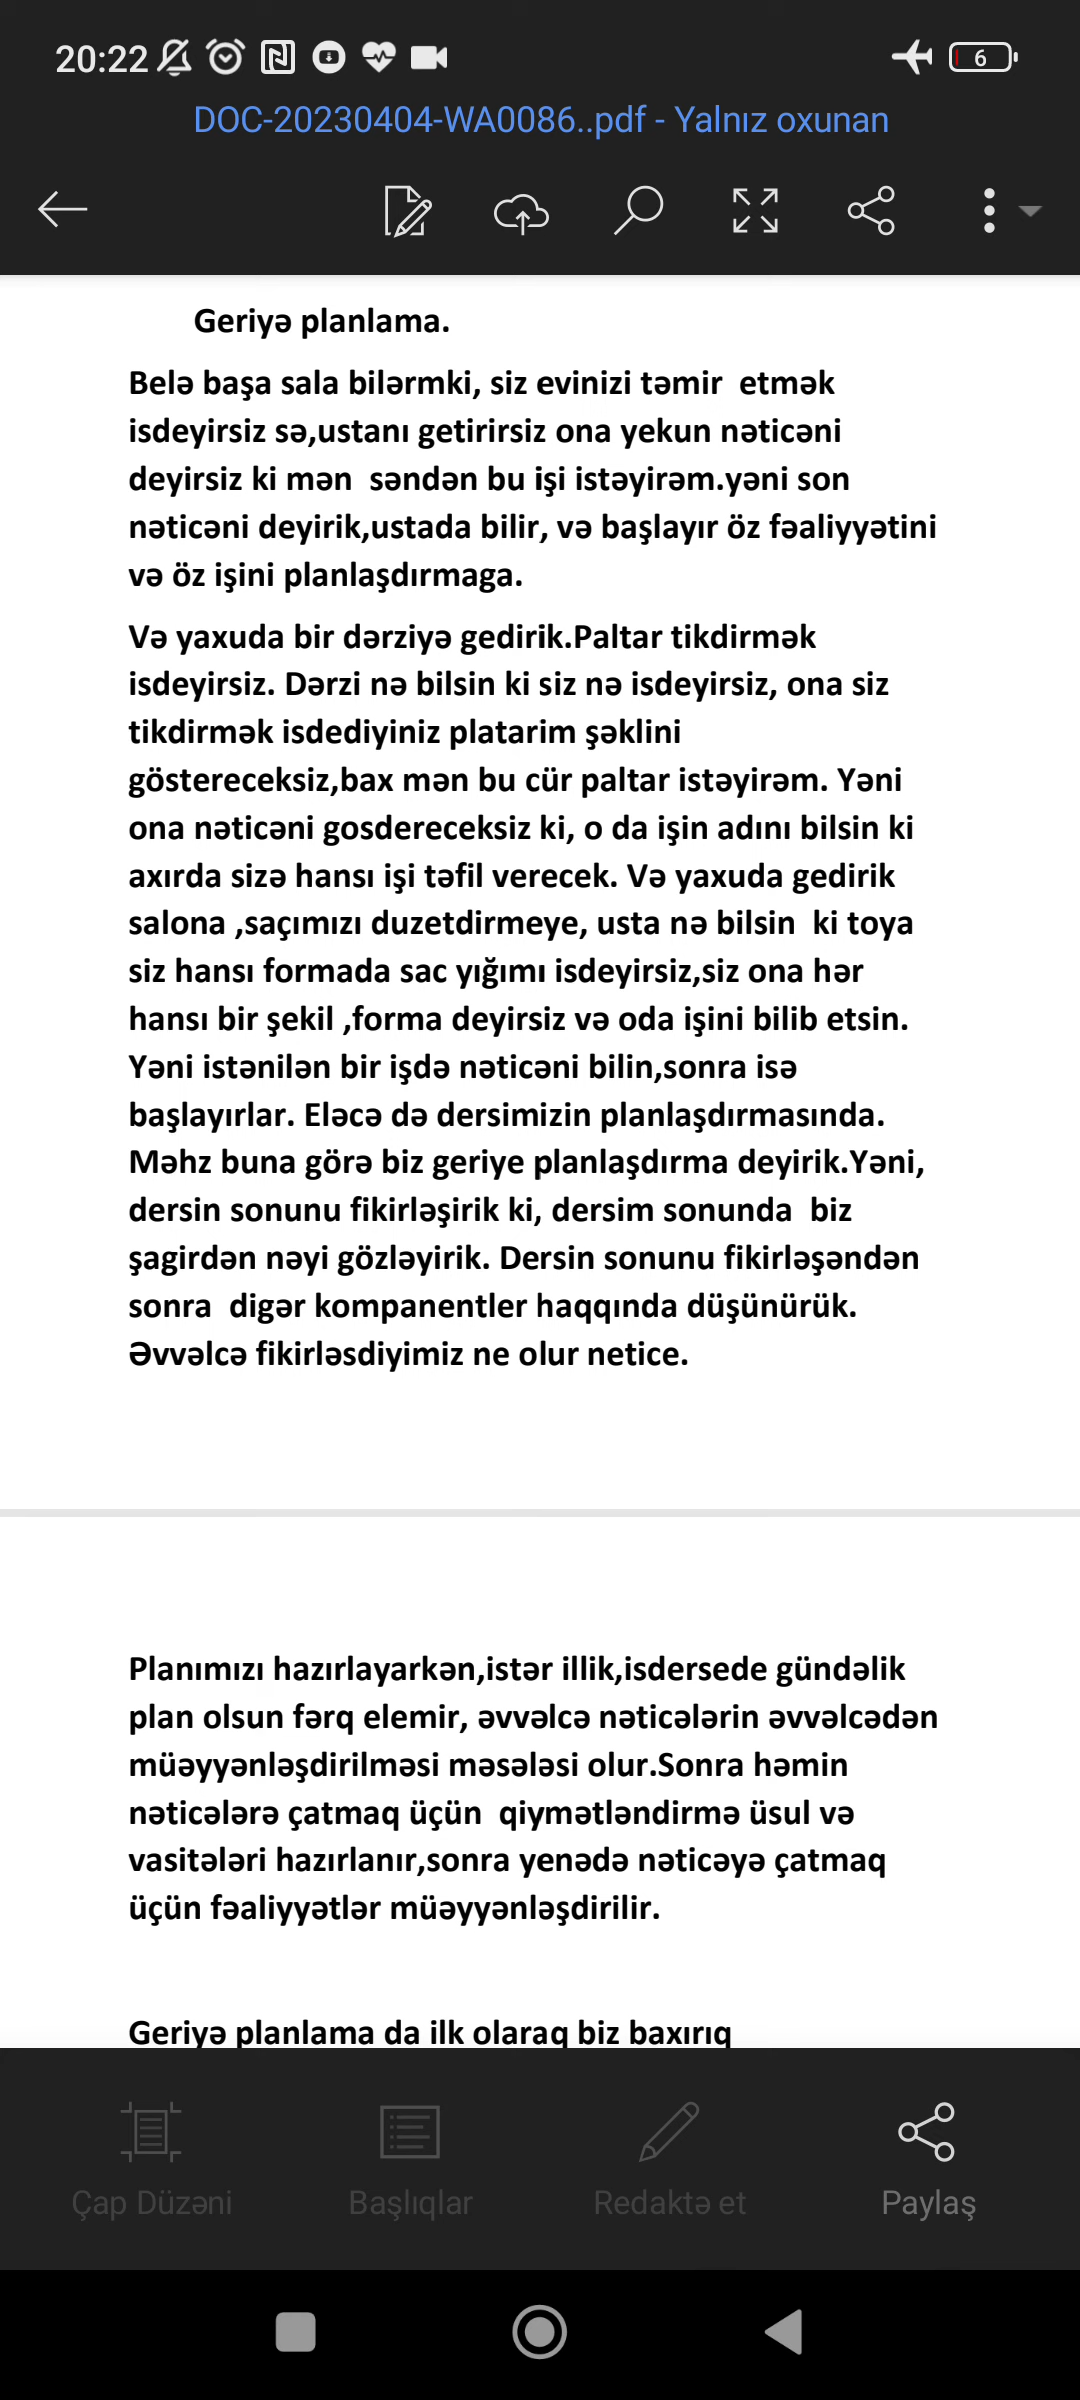 20:22
6
DOC-20230404-WA0086..pdf - Yalnız oxunan
Geriyə planlama.
Belə başa sala bilərmki, siz evinizi təmir  etmək
isdeyirsiz sə,ustanı getirirsiz ona yekun nəticəni
deyirsiz ki mən  səndən bu işi istəyirəm.yəni son
nəticəni deyirik,ustada bilir, və başlayır öz fəaliyyətini
və öz işini planlaşdırmaga.
Və yaxuda bir dərziyə gedirik.Paltar tikdirmək
isdeyirsiz. Dərzi nə bilsin ki siz nə isdeyirsiz, ona siz
tikdirmək isdediyiniz platarim şəklini
göstereceksiz,bax mən bu cür paltar istəyirəm. Yəni
ona nəticəni gosdereceksiz ki, o da işin adını bilsin ki
axırda sizə hansı işi təfil verecek. Və yaxuda gedirik
salona ,saçımızı duzetdirmeye, usta nə bilsin  ki toya
siz hansı formada sac yığımı isdeyirsiz,siz ona hər
hansı bir şekil ,forma deyirsiz və oda işini bilib etsin.
Yəni istənilən bir işdə nəticəni bilin,sonra isə
başlayırlar. Eləcə də dersimizin planlaşdırmasında.
Məhz buna görə biz geriye planlaşdırma deyirik.Yəni,
dersin sonunu fikirləşirik ki, dersim sonunda  biz
şagirdən nəyi gözləyirik. Dersin sonunu fikirləşəndən
sonra  digər kompanentler haqqında düşünürük.
Əvvəlcə fikirləsdiyimiz ne olur netice.
Planımızı hazırlayarkən,istər illik,isdersede gündəlik
plan olsun fərq elemir, əvvəlcə nəticələrin əvvəlcədən
müəyyənləşdirilməsi məsələsi olur.Sonra həmin
nəticələrə çatmaq üçün  qiymətləndirmə üsul və
vasitələri hazırlanır,sonra yenədə nəticəyə çatmaq
üçün fəaliyyətlər müəyyənləşdirilir.
Geriyə planlama da ilk olaraq biz baxırıq
Çap Düzəni
Başlıqlar
Redaktə et
Paylaş